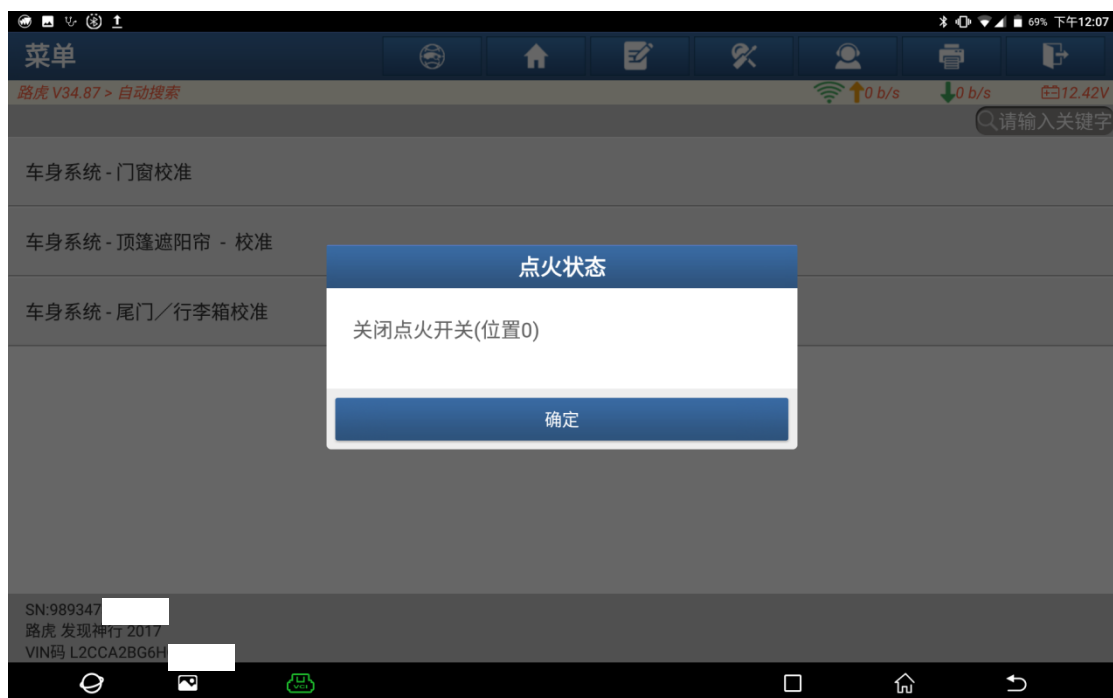 69% 下午12:07
菜单
路虎 V34.87 > 自动搜索
0 b/s 0 b/s 12.42V
请输入关键字
车身系统 - 门窗校准
车身系统 - 顶篷遮阳帘 - 校准
车身系统 - 尾门／行李箱校准
点火状态
关闭点火开关(位置0)
确定
SN:989347
路虎 发现神行 2017
VIN码 L2CCA2BG6H
VCI